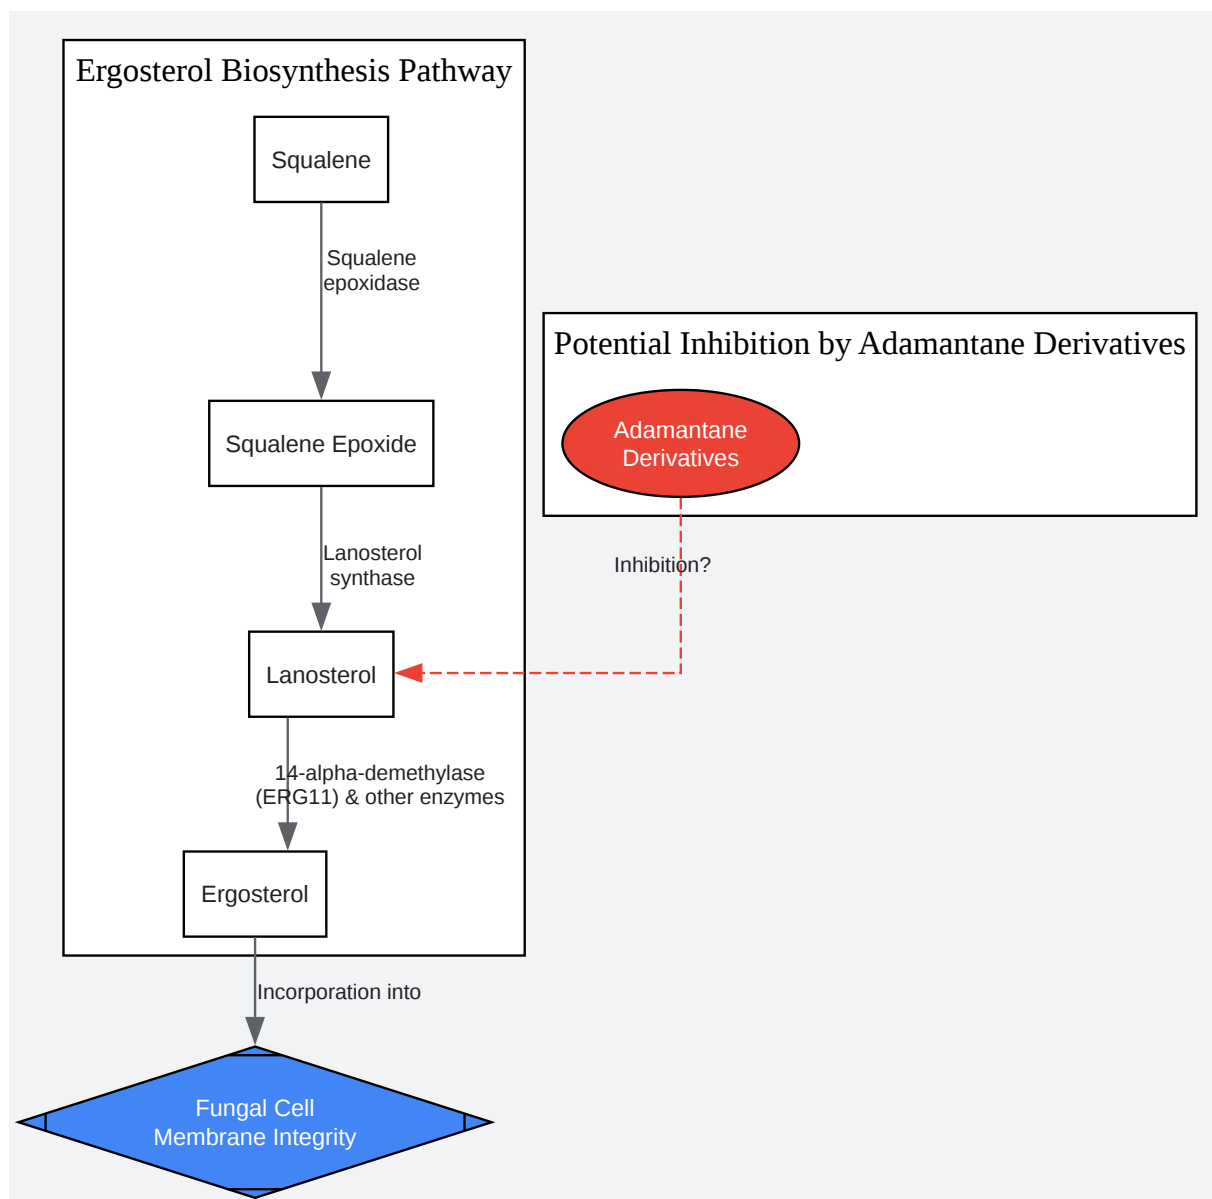 Ergosterol Biosynthesis Pathway
Squalene
Squalene
epoxidase
Squalene Epoxide
Lanosterol
synthase
Lanosterol
14-alpha-demethylase
(ERG11) & other enzymes
Ergosterol
Incorporation into
Fungal Cell
Membrane Integrity
Potential Inhibition by Adamantane Derivatives
Adamantane
Derivatives
Inhibition?